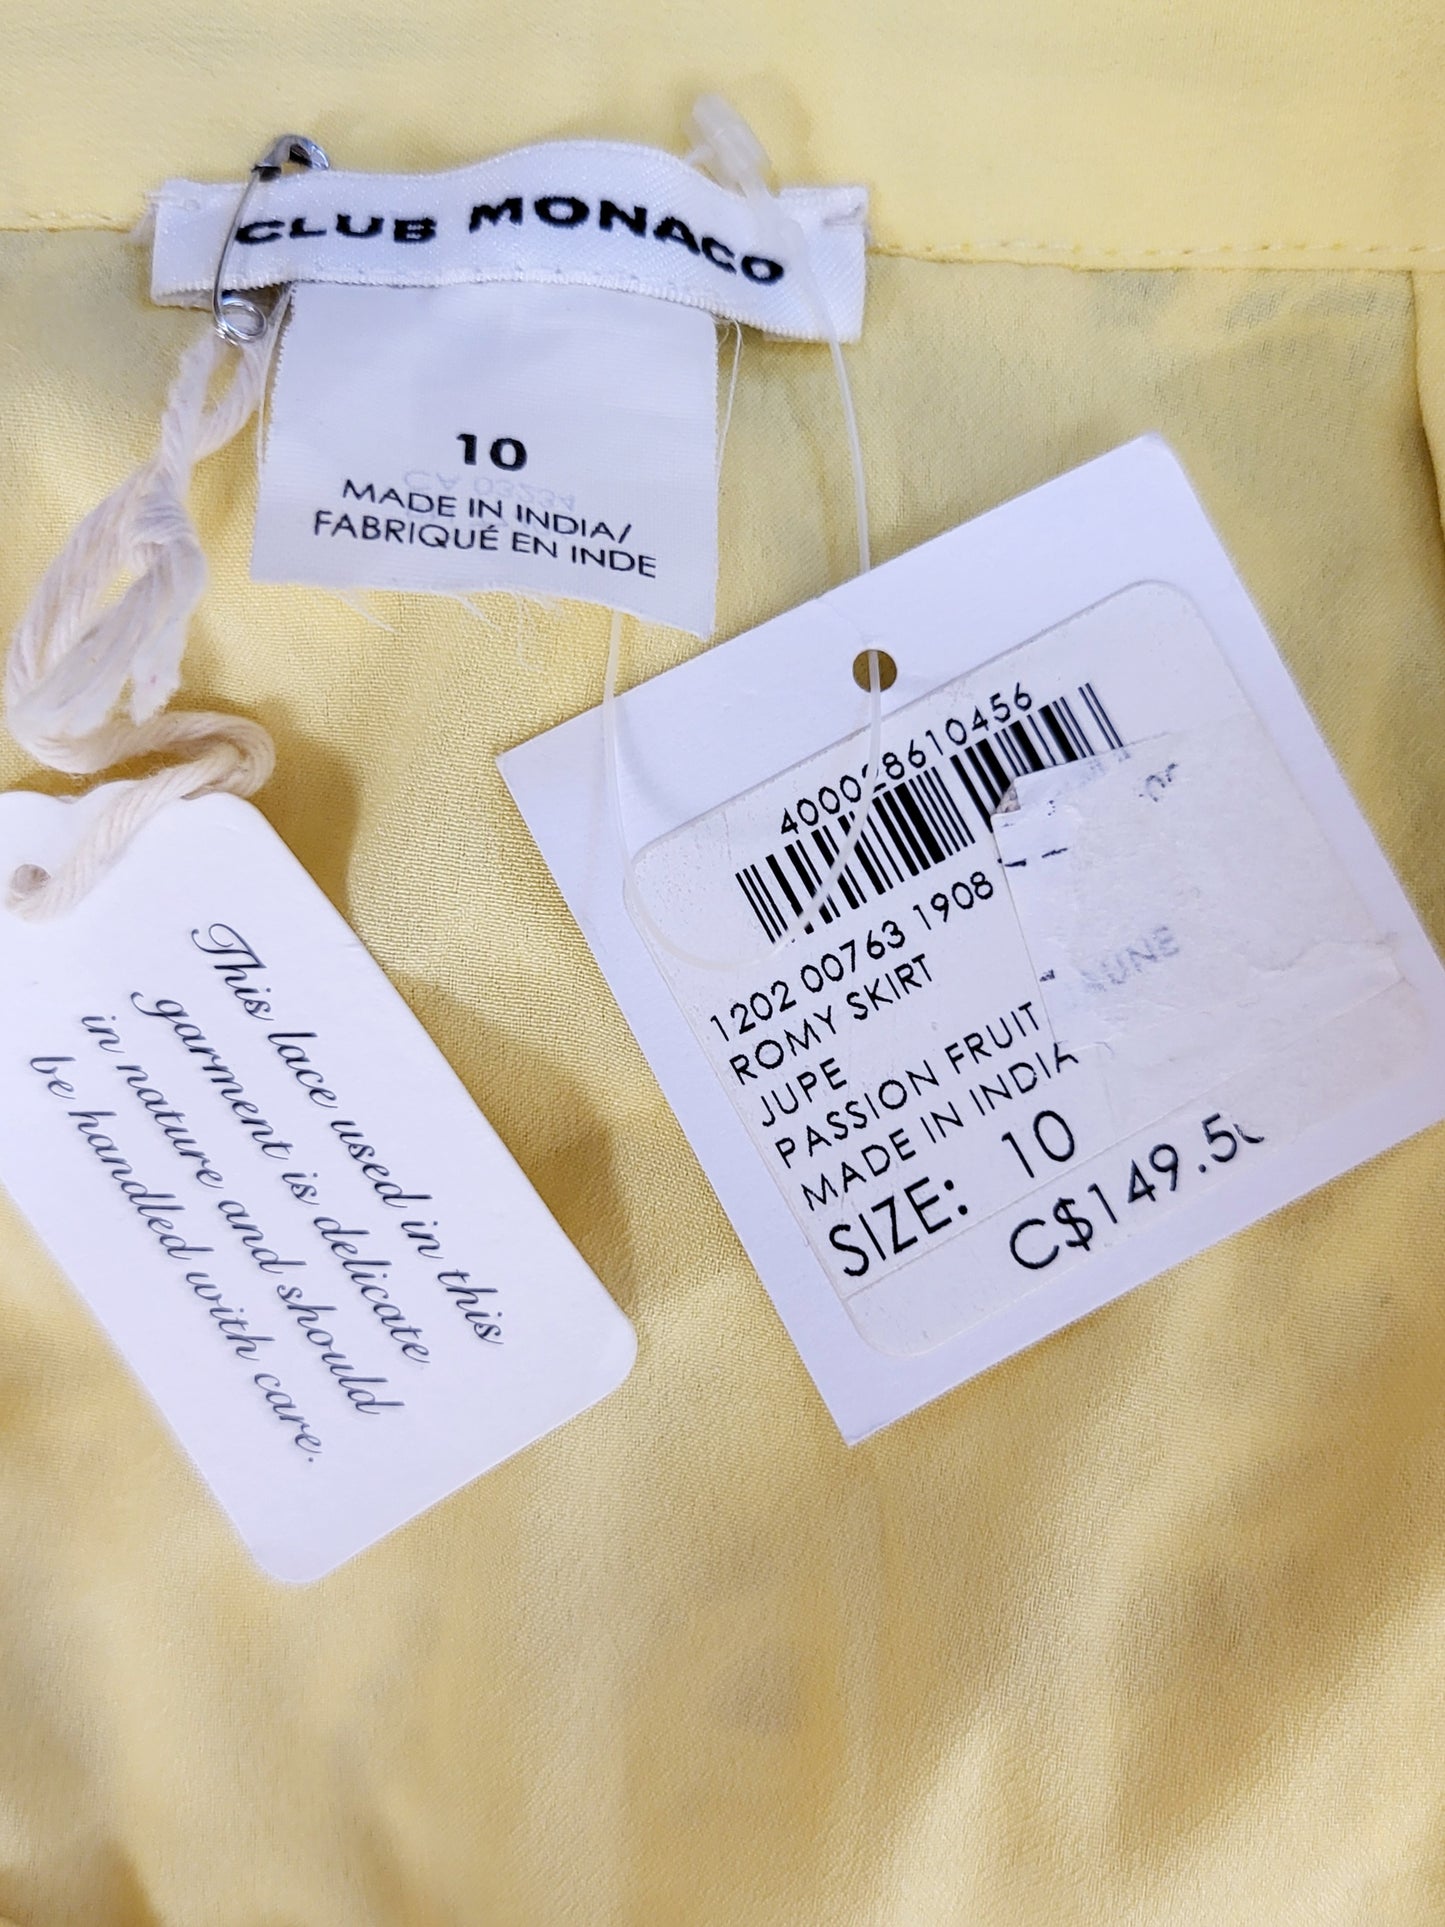 CLUB MONACO
10
MADE IN INDIA/
FABRIQUÉ EN INDE
400028610456
1202 00763 1908
ROMY SKIRT
JUPE
PASSION FRUIT
MADE IN INDIA
SIZE: 10
C$149.50
This lace used in this
garment is delicate
in nature and should
be handled with care.